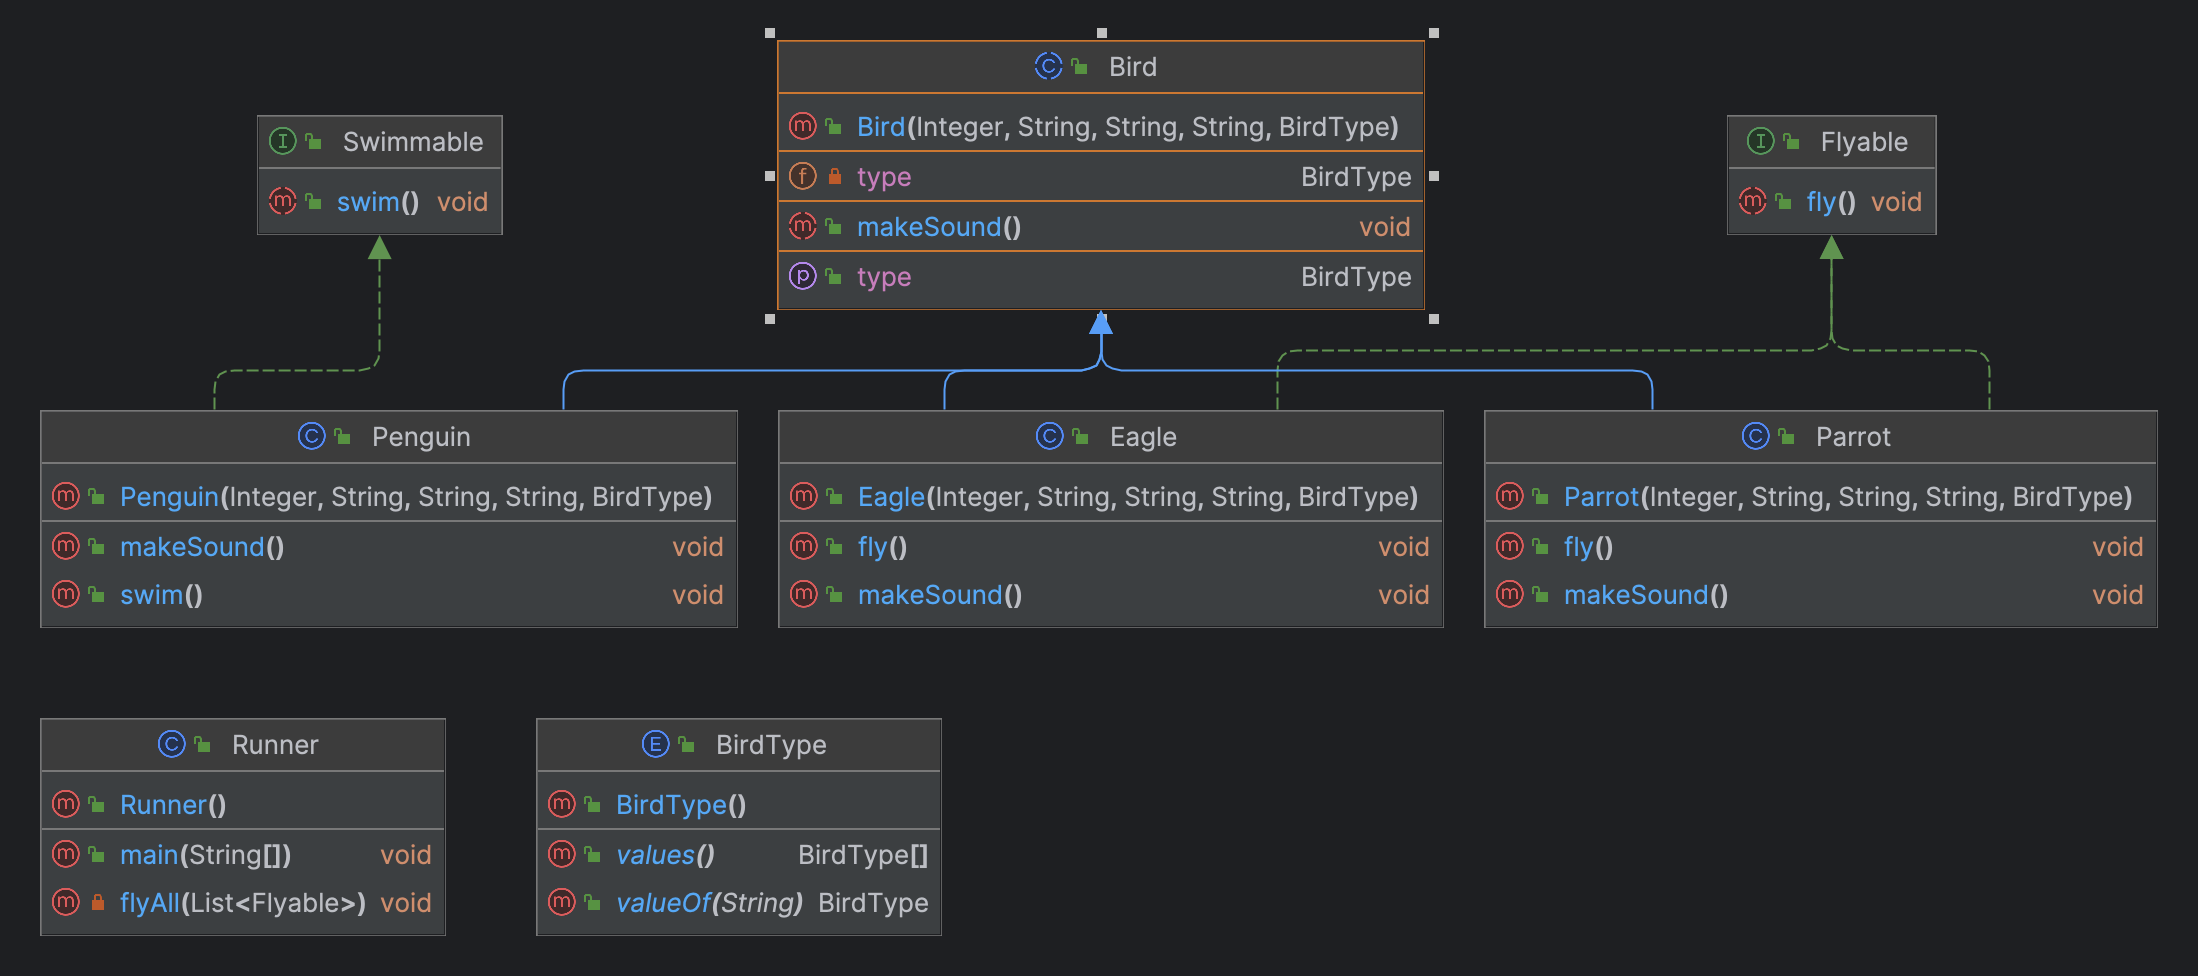 Bird
Bird(Integer, String, String, String, BirdType)
type BirdType
makeSound() void
type BirdType
Swimmable
swim() void
Flyable
fly() void
Penguin
Penguin(Integer, String, String, String, BirdType)
makeSound() void
swim() void
Eagle
Eagle(Integer, String, String, String, BirdType)
fly() void
makeSound() void
Parrot
Parrot(Integer, String, String, String, BirdType)
fly() void
makeSound() void
Runner
Runner()
main(String[]) void
flyAll(List<Flyable>) void
BirdType
BirdType()
values() BirdType[]
valueOf(String) BirdType